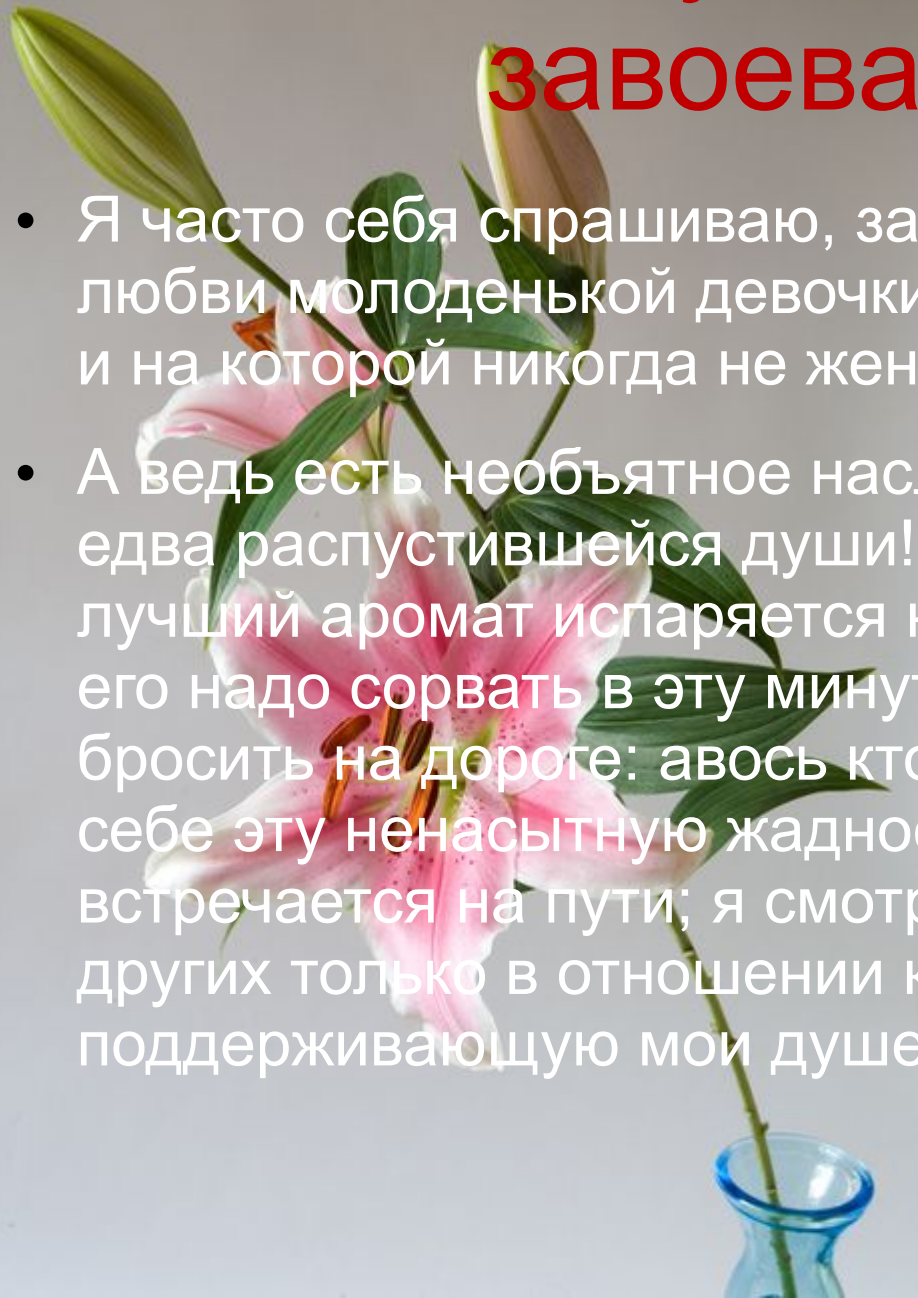 завоева
• Я часто себя спрашиваю, за
любви молоденькой девочки
и на которой никогда не жен
• А ведь есть необъятное нас
едва распустившейся души!
лучший аромат испаряется
его надо сорвать в эту мину
бросить на дороге: авось кто
себе эту ненасытную жадно
встречается на пути; я смотр
других только в отношении к
поддерживающую мои душе